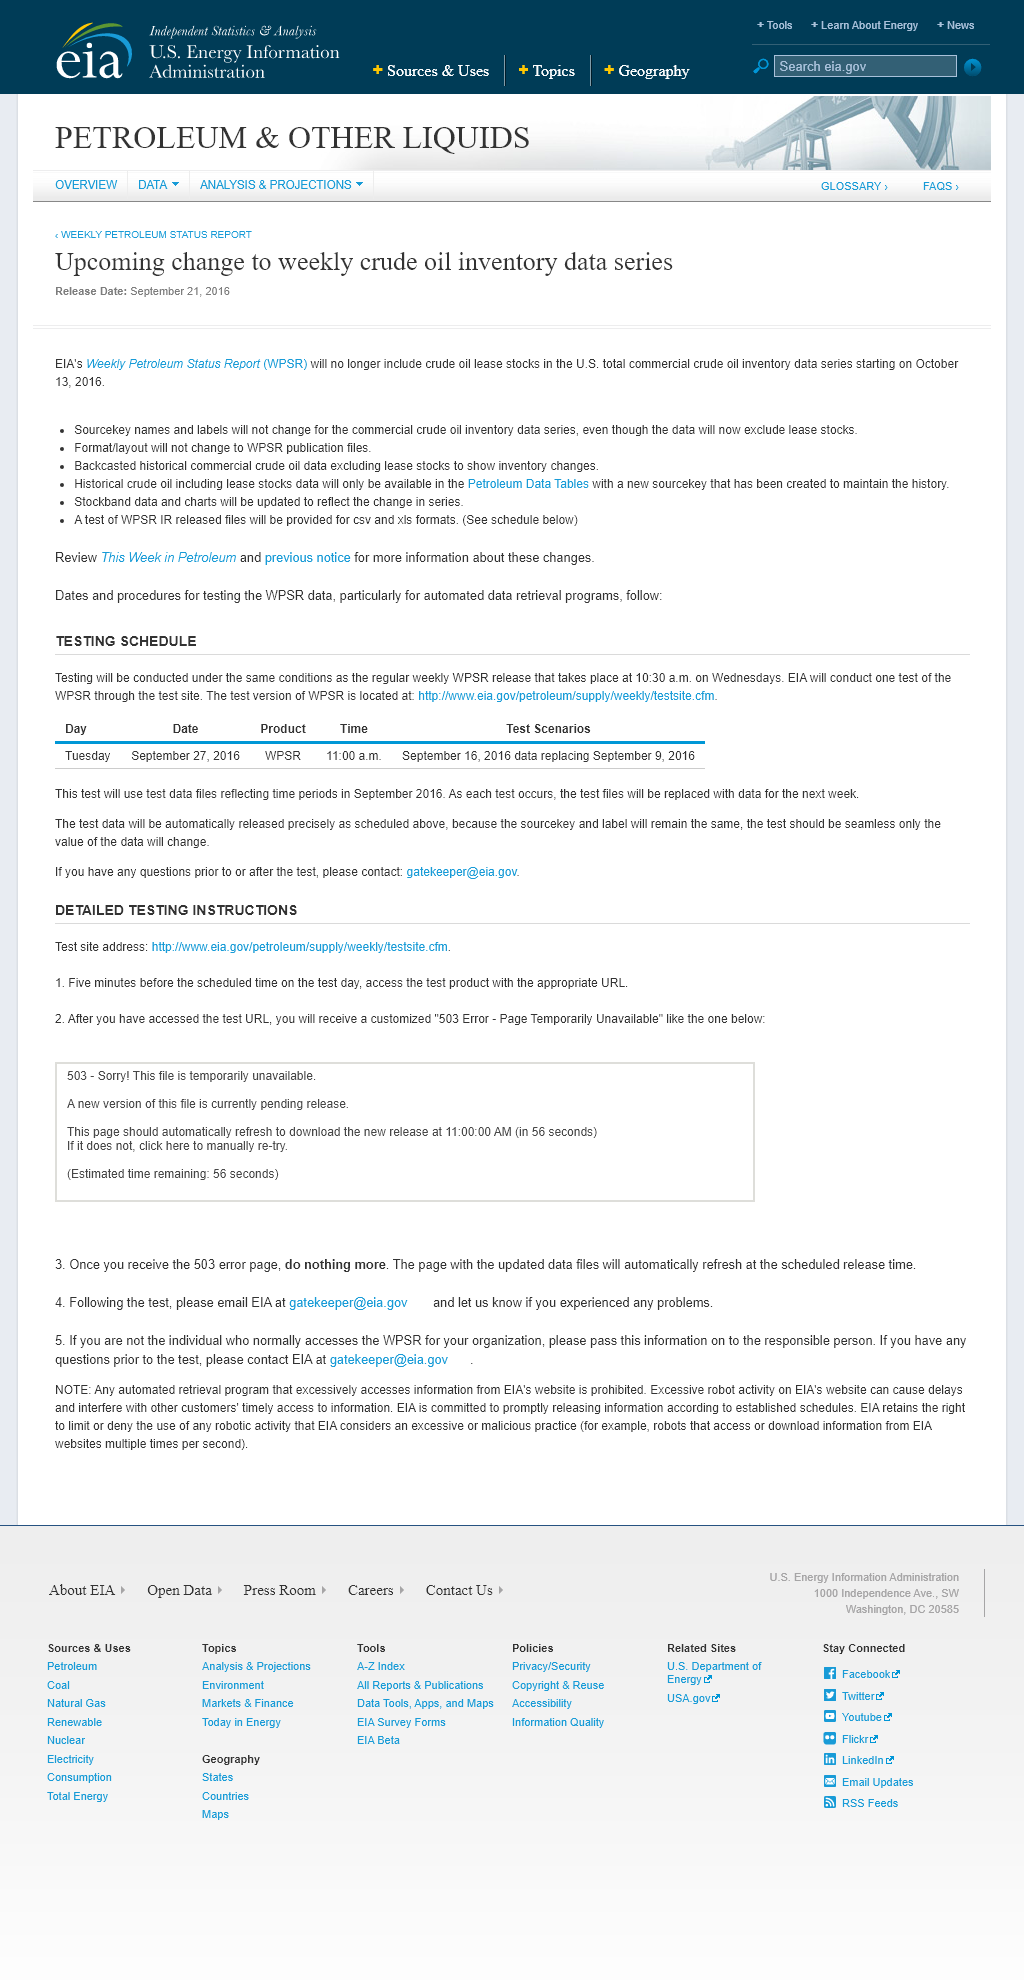 eia
Independent Statistics & Analysis
U.S. Energy Information
Administration
+ Sources & Uses
+ Topics
+ Geography
+ Tools
+ Learn About Energy
+ News
Search eia.gov
PETROLEUM & OTHER LIQUIDS
OVERVIEW
DATA
ANALYSIS & PROJECTIONS
GLOSSARY ›
FAQS ›
‹ WEEKLY PETROLEUM STATUS REPORT
Upcoming change to weekly crude oil inventory data series
Release Date: September 21, 2016
EIA's Weekly Petroleum Status Report (WPSR) will no longer include crude oil lease stocks in the U.S. total commercial crude oil inventory data series starting on October
13, 2016.
• Sourcekey names and labels will not change for the commercial crude oil inventory data series, even though the data will now exclude lease stocks.
• Format/layout will not change to WPSR publication files.
• Backcasted historical commercial crude oil data excluding lease stocks to show inventory changes.
• Historical crude oil including lease stocks data will only be available in the Petroleum Data Tables with a new sourcekey that has been created to maintain the history.
• Stockband data and charts will be updated to reflect the change in series.
• A test of WPSR IR released files will be provided for csv and xls formats. (See schedule below)
Review This Week in Petroleum and previous notice for more information about these changes.
Dates and procedures for testing the WPSR data, particularly for automated data retrieval programs, follow:
TESTING SCHEDULE
Testing will be conducted under the same conditions as the regular weekly WPSR release that takes place at 10:30 a.m. on Wednesdays. EIA will conduct one test of the
WPSR through the test site. The test version of WPSR is located at: http://www.eia.gov/petroleum/supply/weekly/testsite.cfm.
Day Date Product Time Test Scenarios
Tuesday September 27, 2016 WPSR 11:00 a.m. September 16, 2016 data replacing September 9, 2016
This test will use test data files reflecting time periods in September 2016. As each test occurs, the test files will be replaced with data for the next week.
The test data will be automatically released precisely as scheduled above, because the sourcekey and label will remain the same, the test should be seamless only the
value of the data will change.
If you have any questions prior to or after the test, please contact: gatekeeper@eia.gov.
DETAILED TESTING INSTRUCTIONS
Test site address: http://www.eia.gov/petroleum/supply/weekly/testsite.cfm.
1. Five minutes before the scheduled time on the test day, access the test product with the appropriate URL.
2. After you have accessed the test URL, you will receive a customized "503 Error - Page Temporarily Unavailable" like the one below:
503 - Sorry! This file is temporarily unavailable.
A new version of this file is currently pending release.
This page should automatically refresh to download the new release at 11:00:00 AM (in 56 seconds)
If it does not, click here to manually re-try.
(Estimated time remaining: 56 seconds)
3. Once you receive the 503 error page, do nothing more. The page with the updated data files will automatically refresh at the scheduled release time.
4. Following the test, please email EIA at gatekeeper@eia.gov and let us know if you experienced any problems.
5. If you are not the individual who normally accesses the WPSR for your organization, please pass this information on to the responsible person. If you have any
questions prior to the test, please contact EIA at gatekeeper@eia.gov .
NOTE: Any automated retrieval program that excessively accesses information from EIA's website is prohibited. Excessive robot activity on EIA's website can cause delays
and interfere with other customers' timely access to information. EIA is committed to promptly releasing information according to established schedules. EIA retains the right
to limit or deny the use of any robotic activity that EIA considers an excessive or malicious practice (for example, robots that access or download information from EIA
websites multiple times per second).
About EIA
Open Data
Press Room
Careers
Contact Us
U.S. Energy Information Administration
1000 Independence Ave., SW
Washington, DC 20585
Sources & Uses
Petroleum
Coal
Natural Gas
Renewable
Nuclear
Electricity
Consumption
Total Energy
Topics
Analysis & Projections
Environment
Markets & Finance
Today in Energy
Geography
States
Countries
Maps
Tools
A-Z Index
All Reports & Publications
Data Tools, Apps, and Maps
EIA Survey Forms
EIA Beta
Policies
Privacy/Security
Copyright & Reuse
Accessibility
Information Quality
Related Sites
U.S. Department of
Energy
USA.gov
Stay Connected
Facebook
Twitter
Youtube
Flickr
LinkedIn
Email Updates
RSS Feeds